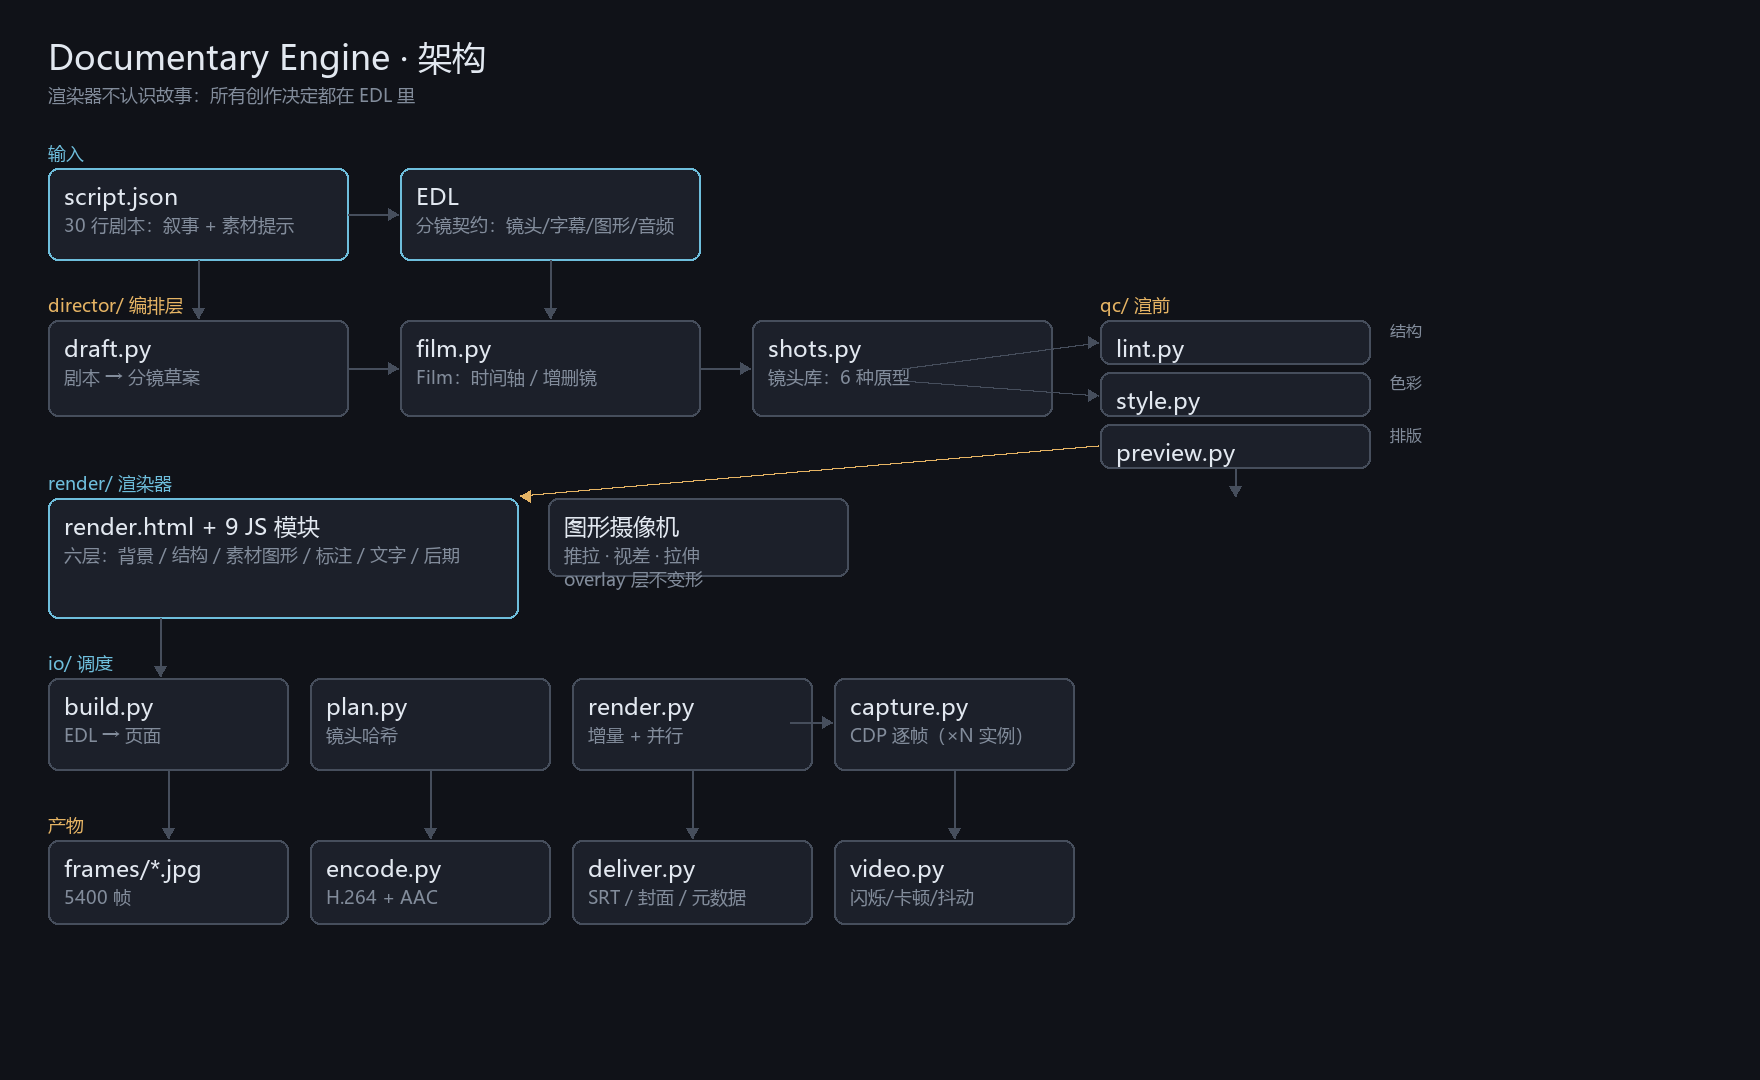 Documentary Engine · 架构
渲染器不认识故事：所有创作决定都在 EDL 里
输入
script.json
30 行剧本：叙事 + 素材提示
EDL
分镜契约：镜头/字幕/图形/音频
director/ 编排层
draft.py
剧本 → 分镜草案
film.py
Film：时间轴 / 增删镜
shots.py
镜头库：6 种原型
qc/ 渲前
lint.py
结构
style.py
色彩
preview.py
排版
render/ 渲染器
render.html + 9 JS 模块
六层：背景 / 结构 / 素材图形 / 标注 / 文字 / 后期
图形摄像机
推拉 · 视差 · 拉伸
overlay 层不变形
io/ 调度
build.py
EDL → 页面
plan.py
镜头哈希
render.py
增量 + 并行
capture.py
CDP 逐帧（×N 实例）
产物
frames/*.jpg
5400 帧
encode.py
H.264 + AAC
deliver.py
SRT / 封面 / 元数据
video.py
闪烁/卡顿/抖动